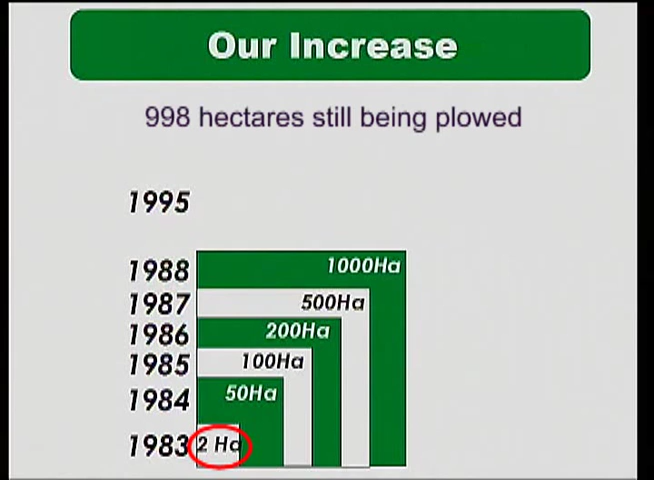 Our Increase
998 hectares still being plowed
1995
1988 1000Ha
1987 500Ha
1986 200Ha
1985 100Ha
1984 50Ha
1983 2 Ha